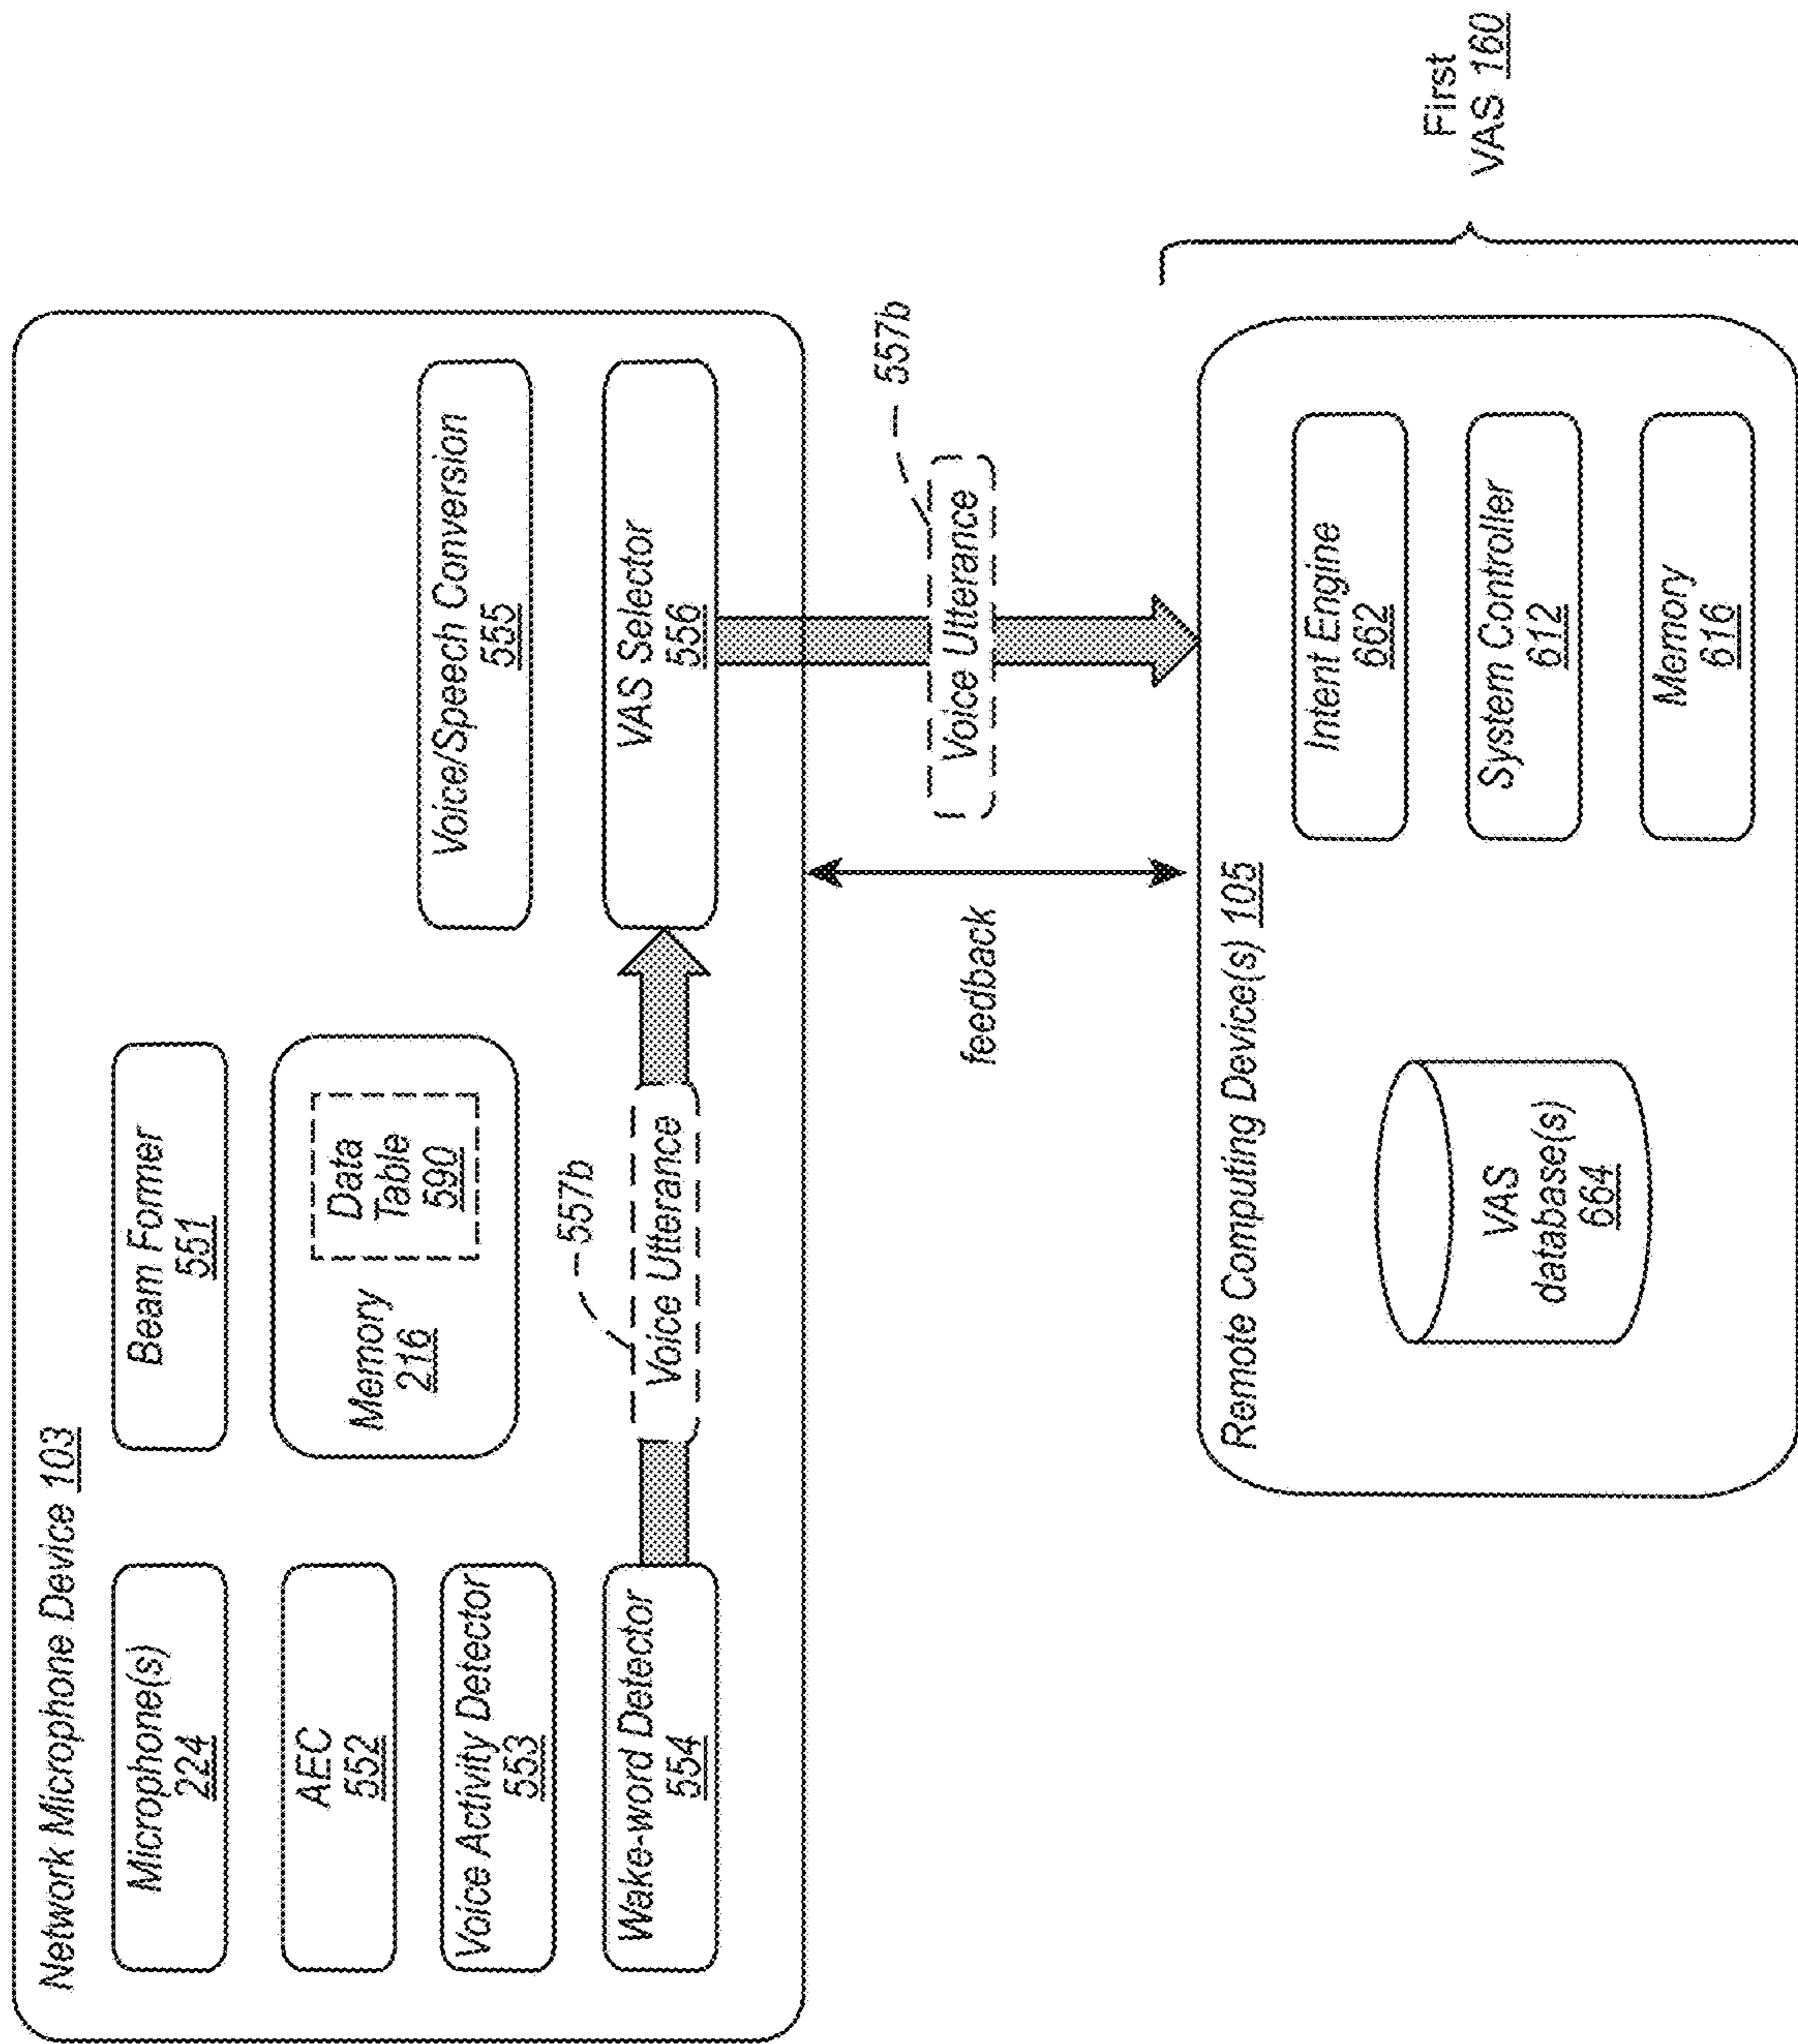 Network Microphone Device 103
Microphone(s)
224
AEC
552
Voice Activity Detector
553
Wake-word Detector
554
Beam Former
551
Memory
216
Data
Table
590
557b
Voice Utterance
Voice/Speech Conversion
555
VAS Selector
556
feedback
Voice Utterance
557b
Remote Computing Device(s) 105
VAS
database(s)
664
Intent Engine
662
System Controller
612
Memory
616
First
VAS 160